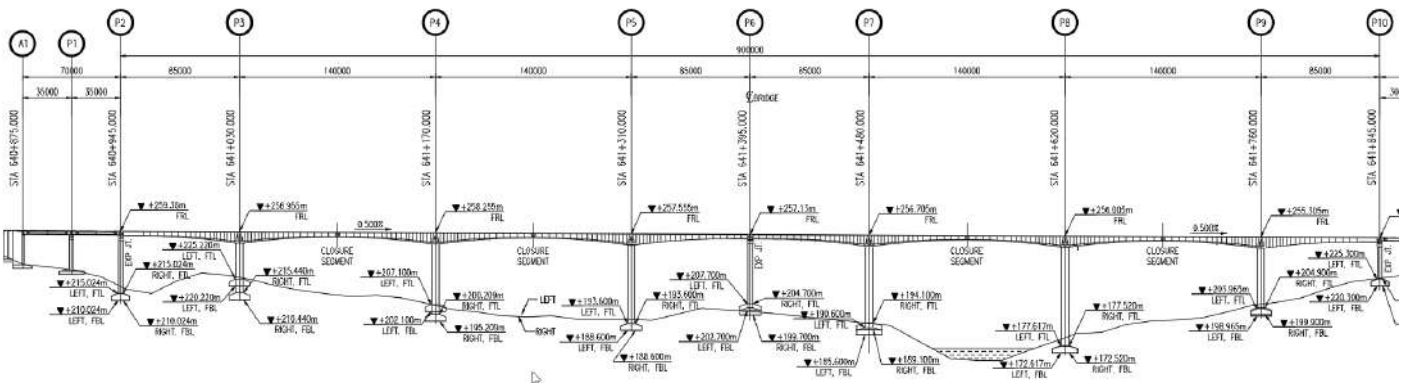 A1 P1 P2 P3 P4 P5 P6 P7 P8 P9 P10
900000
70000 85000 140000 140000 85000 85000 140000 140000 85000
35000 35000
BRIDGE
STA 640+875.000
STA 640+945.000
STA 641+030.000
STA 641+170.000
STA 641+310.000
STA 641+395.000
STA 641+480.000
STA 641+620.000
STA 641+760.000
STA 641+845.000
FRL
FRL
+258.255m
FRL
+257.555m
FRL
+257.13m
FRL
+256.705m
FRL
+256.005m
FRL
+255.305m
FRL
0.500%
0.500%
EXP JT.
EXP JT.
EXP JT.
CLOSURE
SEGMENT
CLOSURE
SEGMENT
CLOSURE
SEGMENT
CLOSURE
SEGMENT
+215.024m
LEFT, FTL
+215.024m
RIGHT, FTL
+210.024m
LEFT, FBL
+210.024m
RIGHT, FBL
+225.220m
LEFT, FTL
+215.440m
RIGHT, FTL
+220.220m
LEFT, FBL
+210.440m
RIGHT, FBL
+207.100m
LEFT, FTL
+200.209m
RIGHT, FTL
+202.100m
LEFT, FBL
+195.209m
RIGHT, FBL
LEFT
RIGHT
+193.600m
LEFT, FTL
+193.600m
RIGHT, FTL
+188.600m
LEFT, FBL
+188.600m
RIGHT, FBL
+207.700m
LEFT, FTL
+204.700m
RIGHT, FTL
+202.700m
LEFT, FBL
+199.700m
RIGHT, FBL
+190.600m
LEFT, FTL
+194.100m
RIGHT, FTL
+185.600m
LEFT, FBL
+189.100m
RIGHT, FBL
+177.617m
LEFT, FTL
+177.520m
RIGHT, FTL
+172.617m
LEFT, FBL
+172.520m
RIGHT, FBL
+203.965m
LEFT, FTL
+204.900m
RIGHT, FTL
+198.965m
LEFT, FBL
+199.900m
RIGHT, FBL
+225.300m
LEFT, FTL
+220.300m
LEFT, FBL